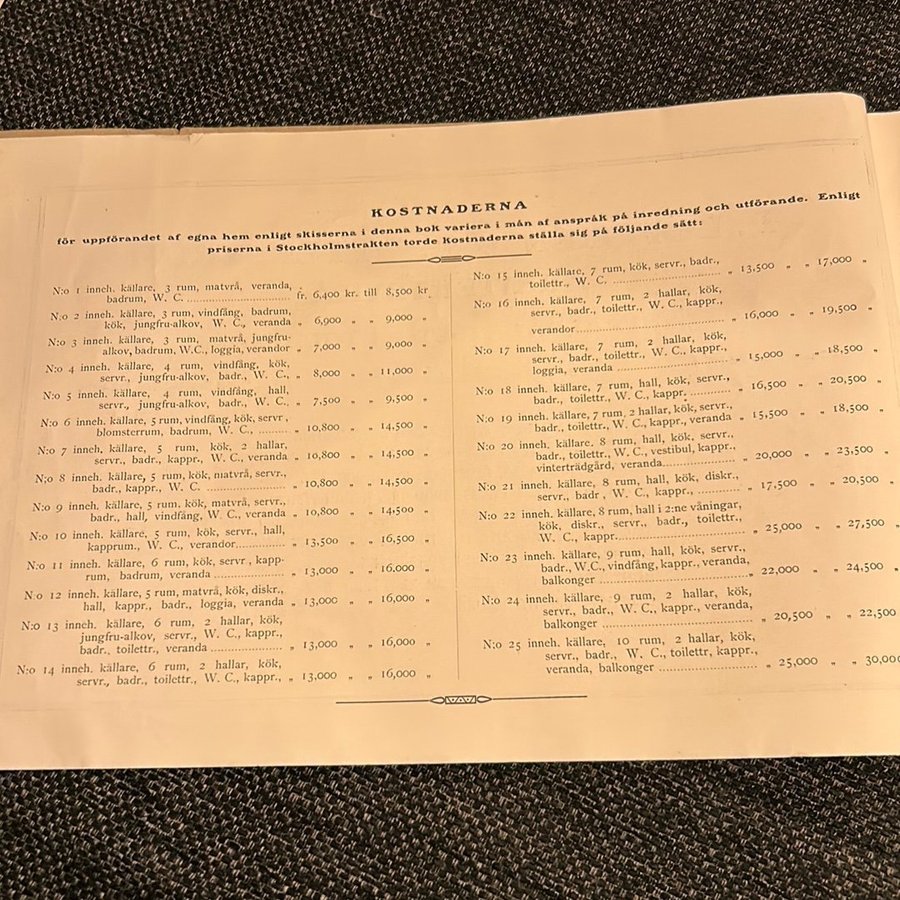 KOSTNADERNA
för uppförandet af egna hem enligt skisserna i denna bok variera i mån af anspråk på inredning och utförande. Enligt
priserna i Stockholmstrakten torde kostnaderna ställa sig på följande sätt:
N:o 1 inneh. källare, 3 rum, matvrå, veranda,
badrum, W. C. .......................... fr. 6,400 kr. till 8,500 kr.
N:o 2 inneh. källare, 3 rum, vindfång, badrum,
kök, jungfru-alkov, W. C., veranda „ 6,900 „ „ 9,000 „
N:o 3 inneh. källare, 3 rum, matvrå, jungfru-
alkov, badrum, W.C., loggia, verandor „ 7,000 „ „ 9,000 „
N:o 4 inneh. källare, 4 rum, vindfång, kök,
servr., jungfru-alkov, badr., W. C., „ 8,000 „ „ 11,000 „
N:o 5 inneh. källare, 4 rum, vindfång, hall,
servr., jungfru-alkov, badr., W. C. „ 7,500 „ „ 9,500 „
N:o 6 inneh. källare, 5 rum, vindfång, kök, servr.,
blomsterrum, badrum, W. C., ......... „ 10,800 „ „ 14,500 „
N:o 7 inneh. källare, 5 rum, kök, 2 hallar,
servr., badr., kappr., W. C., veranda „ 10,800 „ „ 14,500 „
N:o 8 inneh. källare, 5 rum, kök, matvrå, servr.,
badr., kappr., W. C. ................... „ 10,800 „ „ 14,500 „
N:o 9 inneh. källare, 5 rum. kök, matvrå, servr.,
badr., hall, vindfång, W. C., veranda „ 10,800 „ „ 14,500 „
N:o 10 inneh. källare, 5 rum, kök, servr., hall,
kapprum., W. C., verandor............ „ 13,500 „ „ 16,500 „
N:o 11 inneh. källare, 6 rum, kök, servr., kapp-
rum, badrum, veranda ................. „ 13,000 „ „ 16.000 „
N:o 12 inneh. källare, 5 rum, matvrå, kök, diskr.,
hall, kappr., badr., loggia, veranda „ 13,000 „ „ 16,000 „
N:o 13 inneh. källare, 6 rum, 2 hallar, kök,
jungfru-alkov, servr., W. C., kappr.,
badr., toilettr., veranda ................. „ 13,000 „ „ 16,000 „
N:o 14 inneh. källare, 6 rum, 2 hallar, kök,
servr., badr., toilettr., W. C., kappr., „ 13,000 „ „ 16,000 „
N:o 15 inneh. källare, 7 rum, kök, servr., badr.,
toilettr., W. C. .......................... „ 13,500 „ „ 17,000 „
N:o 16 inneh. källare, 7 rum, 2 hallar, kök,
servr., badr., toilettr., W. C., kappr.,
verandor................................... „ 16,000 „ „ 19,500 „
N:o 17 inneh. källare, 7 rum, 2 hallar, kök,
servr., badr., toilettr., W. C., kappr.,
loggia, veranda .......................... „ 15,000 „ „ 18,500 „
N:o 18 inneh. källare, 7 rum, hall, kök, servr.,
badr., toilettr., W. C., kappr. .......... „ 16,500 „ „ 20,500 „
N:o 19 inneh. källare, 7 rum, 2 hallar, kök, servr.,
badr., toilettr., W. C., kappr., veranda „ 15,500 „ „ 18,500 „
N:o 20 inneh. källare, 8 rum, hall, kök, servr.,
badr., toilettr., W. C., vestibul, kappr.,
vinterträdgård, veranda................. „ 20,000 „ „ 23,500 „
N:o 21 inneh. källare, 8 rum, hall, kök, diskr.,
servr., badr., W. C., kappr., ........... „ 17,500 „ „ 20,500 „
N:o 22 inneh. källare, 8 rum, hall i 2:ne våningar,
kök, diskr., servr., badr., toilettr.,
W. C., kappr............................. „ 25,000 „ „ 27,500 „
N:o 23 inneh. källare, 9 rum, hall, kök, servr.,
badr., W.C., vindfång, kappr., veranda,
balkonger ................................. „ 22,000 „ „ 24,500 „
N:o 24 inneh. källare, 9 rum, 2 hallar, kök,
servr., badr., W. C., kappr., veranda,
balkonger ................................. „ 20,500 „ „ 22,500
N:o 25 inneh. källare, 10 rum, 2 hallar, kök,
servr., badr., W. C., toilettr, kappr.,
veranda, balkonger ...................... „ 25,000 „ „ 30,000